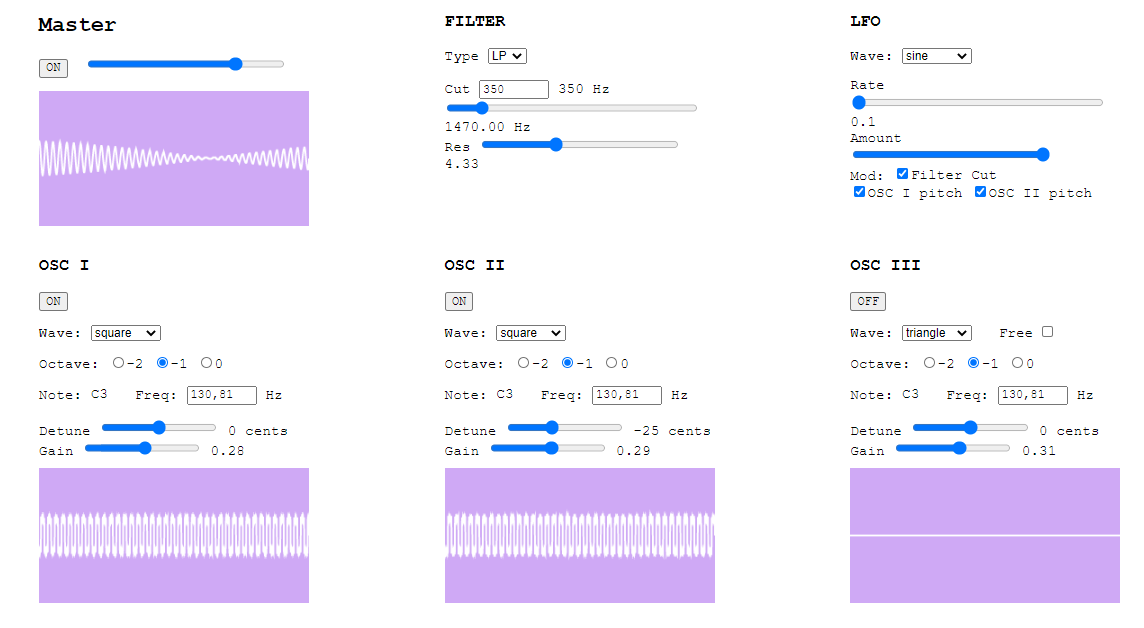 Master
ON
FILTER
Type LP
Cut 350 350 Hz
1470.00 Hz
Res
4.33
LFO
Wave: sine
Rate
0.1
Amount
Mod: Filter Cut
OSC I pitch OSC II pitch
OSC I
ON
Wave: square
Octave: -2 -1 0
Note: C3 Freq: 130,81 Hz
Detune 0 cents
Gain 0.28
OSC II
ON
Wave: square
Octave: -2 -1 0
Note: C3 Freq: 130,81 Hz
Detune -25 cents
Gain 0.29
OSC III
OFF
Wave: triangle Free
Octave: -2 -1 0
Note: C3 Freq: 130,81 Hz
Detune 0 cents
Gain 0.31